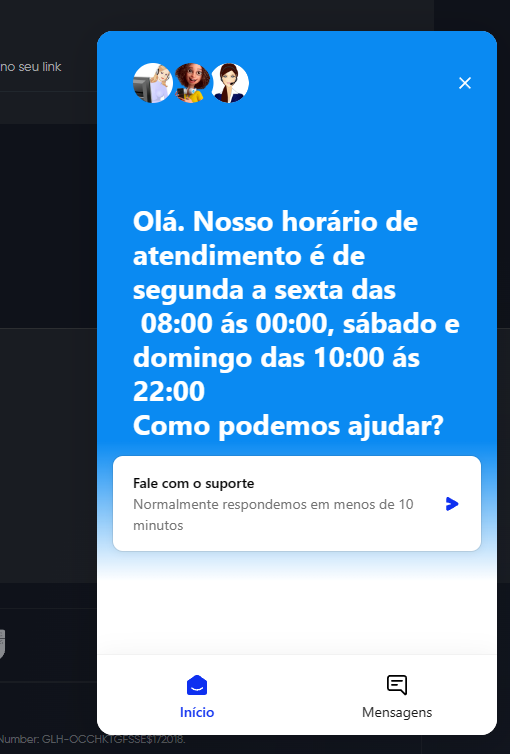 no seu link
Olá. Nosso horário de
atendimento é de
segunda a sexta das
08:00 ás 00:00, sábado e
domingo das 10:00 ás
22:00
Como podemos ajudar?
Fale com o suporte
Normalmente respondemos em menos de 10
minutos
Início
Mensagens
Number: GLH-OCCHKTGFSSE$172018.